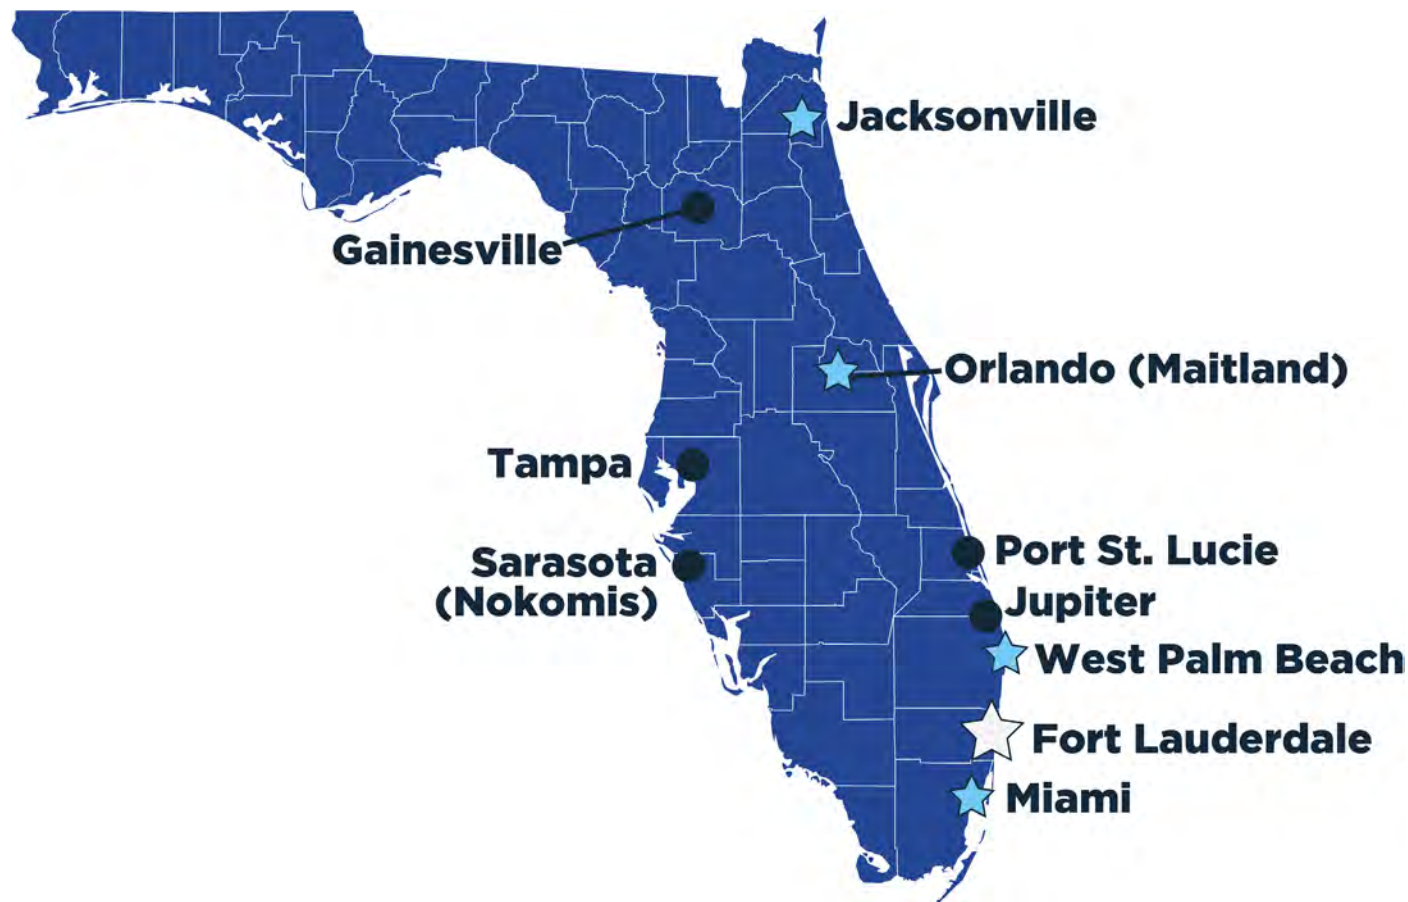 Jacksonville
Gainesville
Orlando (Maitland)
Tampa
Port St. Lucie
Sarasota
(Nokomis)
Jupiter
West Palm Beach
Fort Lauderdale
Miami